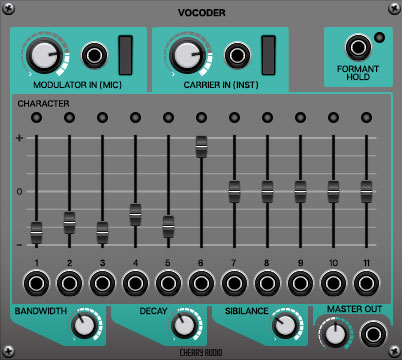 VOCODER
MODULATOR IN (MIC)
CARRIER IN (INST)
FORMANT
HOLD
CHARACTER
+
0
-
1 2 3 4 5 6 7 8 9 10 11
BANDWIDTH
DECAY
SIBILANCE
MASTER OUT
CHERRY AUDIO